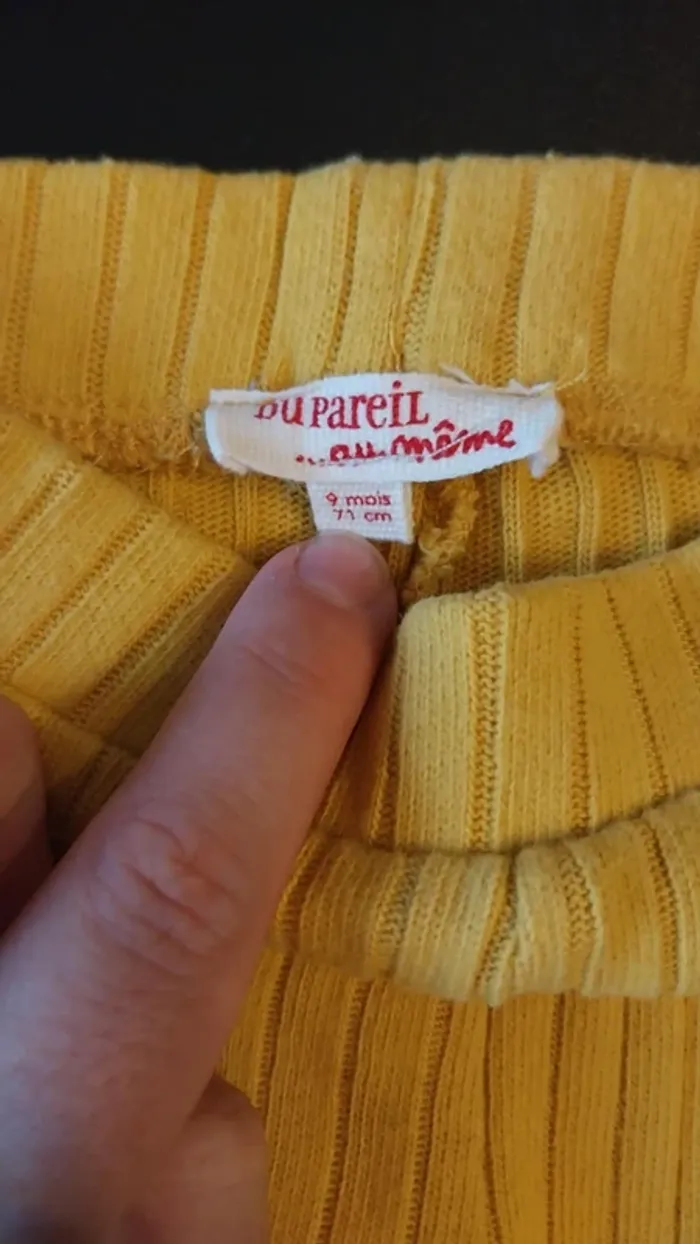 Du PareiL
...au même
9 mois
71 cm